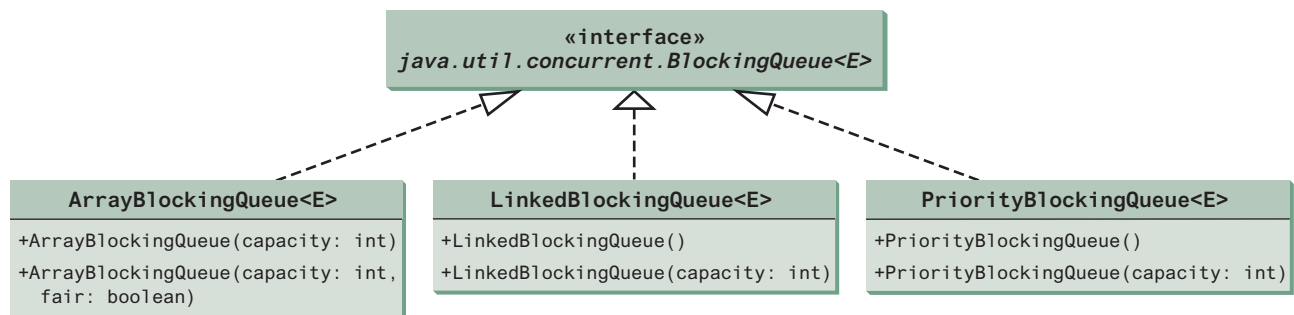 «interface»
java.util.concurrent.BlockingQueue<E>
ArrayBlockingQueue<E>
+ArrayBlockingQueue(capacity: int)
+ArrayBlockingQueue(capacity: int,
fair: boolean)
LinkedBlockingQueue<E>
+LinkedBlockingQueue()
+LinkedBlockingQueue(capacity: int)
PriorityBlockingQueue<E>
+PriorityBlockingQueue()
+PriorityBlockingQueue(capacity: int)